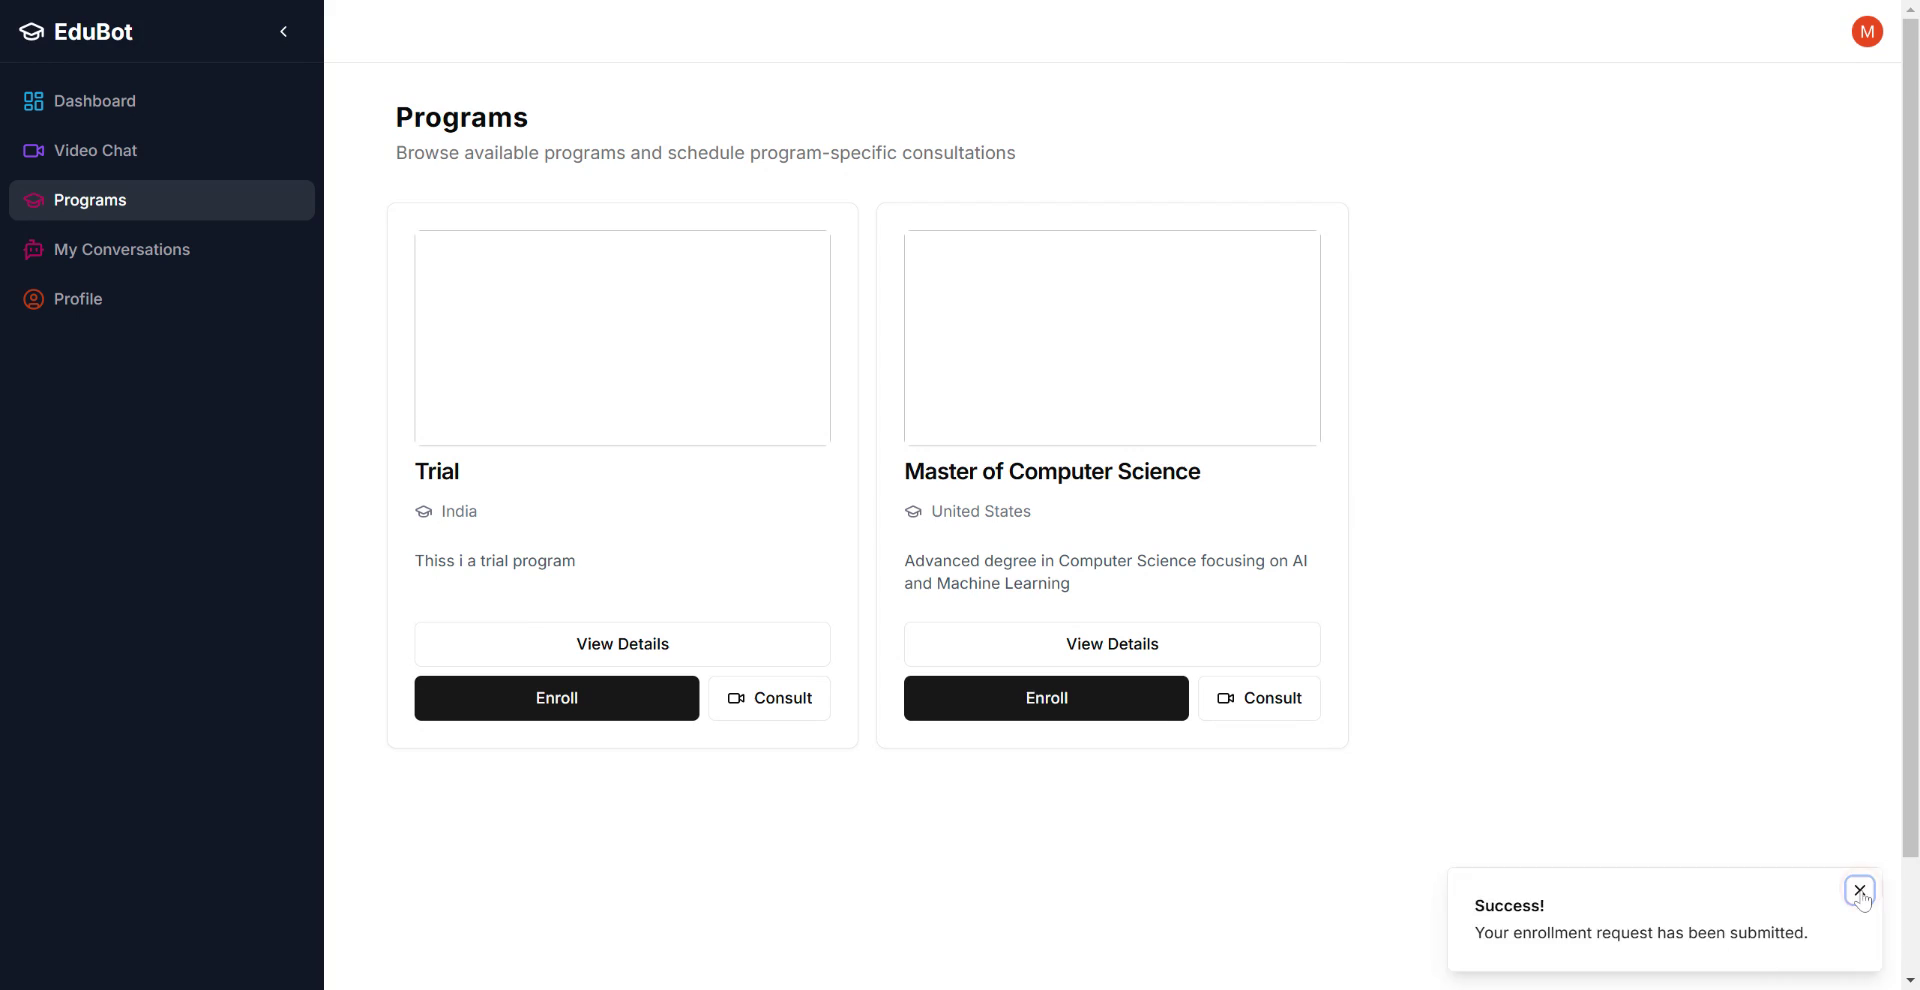 EduBot
M
Dashboard
Video Chat
Programs
My Conversations
Profile
Programs
Browse available programs and schedule program-specific consultations
Trial
India
Thiss i a trial program
View Details
Enroll
Consult
Master of Computer Science
United States
Advanced degree in Computer Science focusing on AI
and Machine Learning
View Details
Enroll
Consult
Success!
Your enrollment request has been submitted.